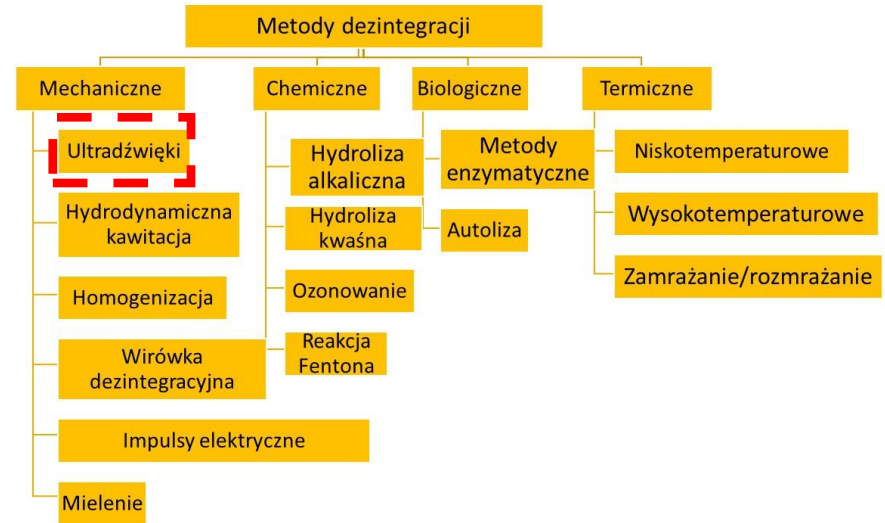 Metody dezintegracji
Mechaniczne
Chemiczne
Biologiczne
Termiczne
Ultradźwięki
Hydrodynamiczna
kawitacja
Homogenizacja
Wirówka
dezintegracyjna
Impulsy elektryczne
Mielenie
Hydroliza
alkaliczna
Hydroliza
kwaśna
Ozonowanie
Reakcja
Fentona
Metody
enzymatyczne
Autoliza
Niskotemperaturowe
Wysokotemperaturowe
Zamrażanie/rozmrażanie